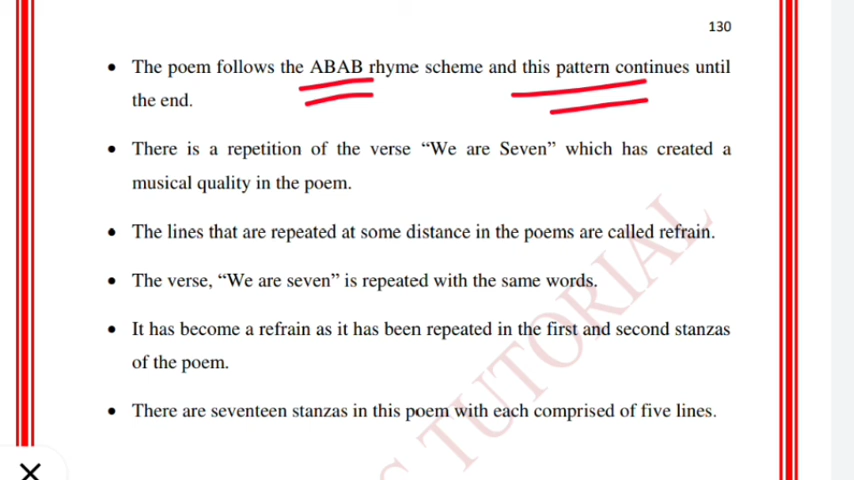 130
• The poem follows the ABAB rhyme scheme and this pattern continues until
the end.
• There is a repetition of the verse “We are Seven” which has created a
musical quality in the poem.
• The lines that are repeated at some distance in the poems are called refrain.
• The verse, “We are seven” is repeated with the same words.
• It has become a refrain as it has been repeated in the first and second stanzas
of the poem.
• There are seventeen stanzas in this poem with each comprised of five lines.
S TUTORIAL